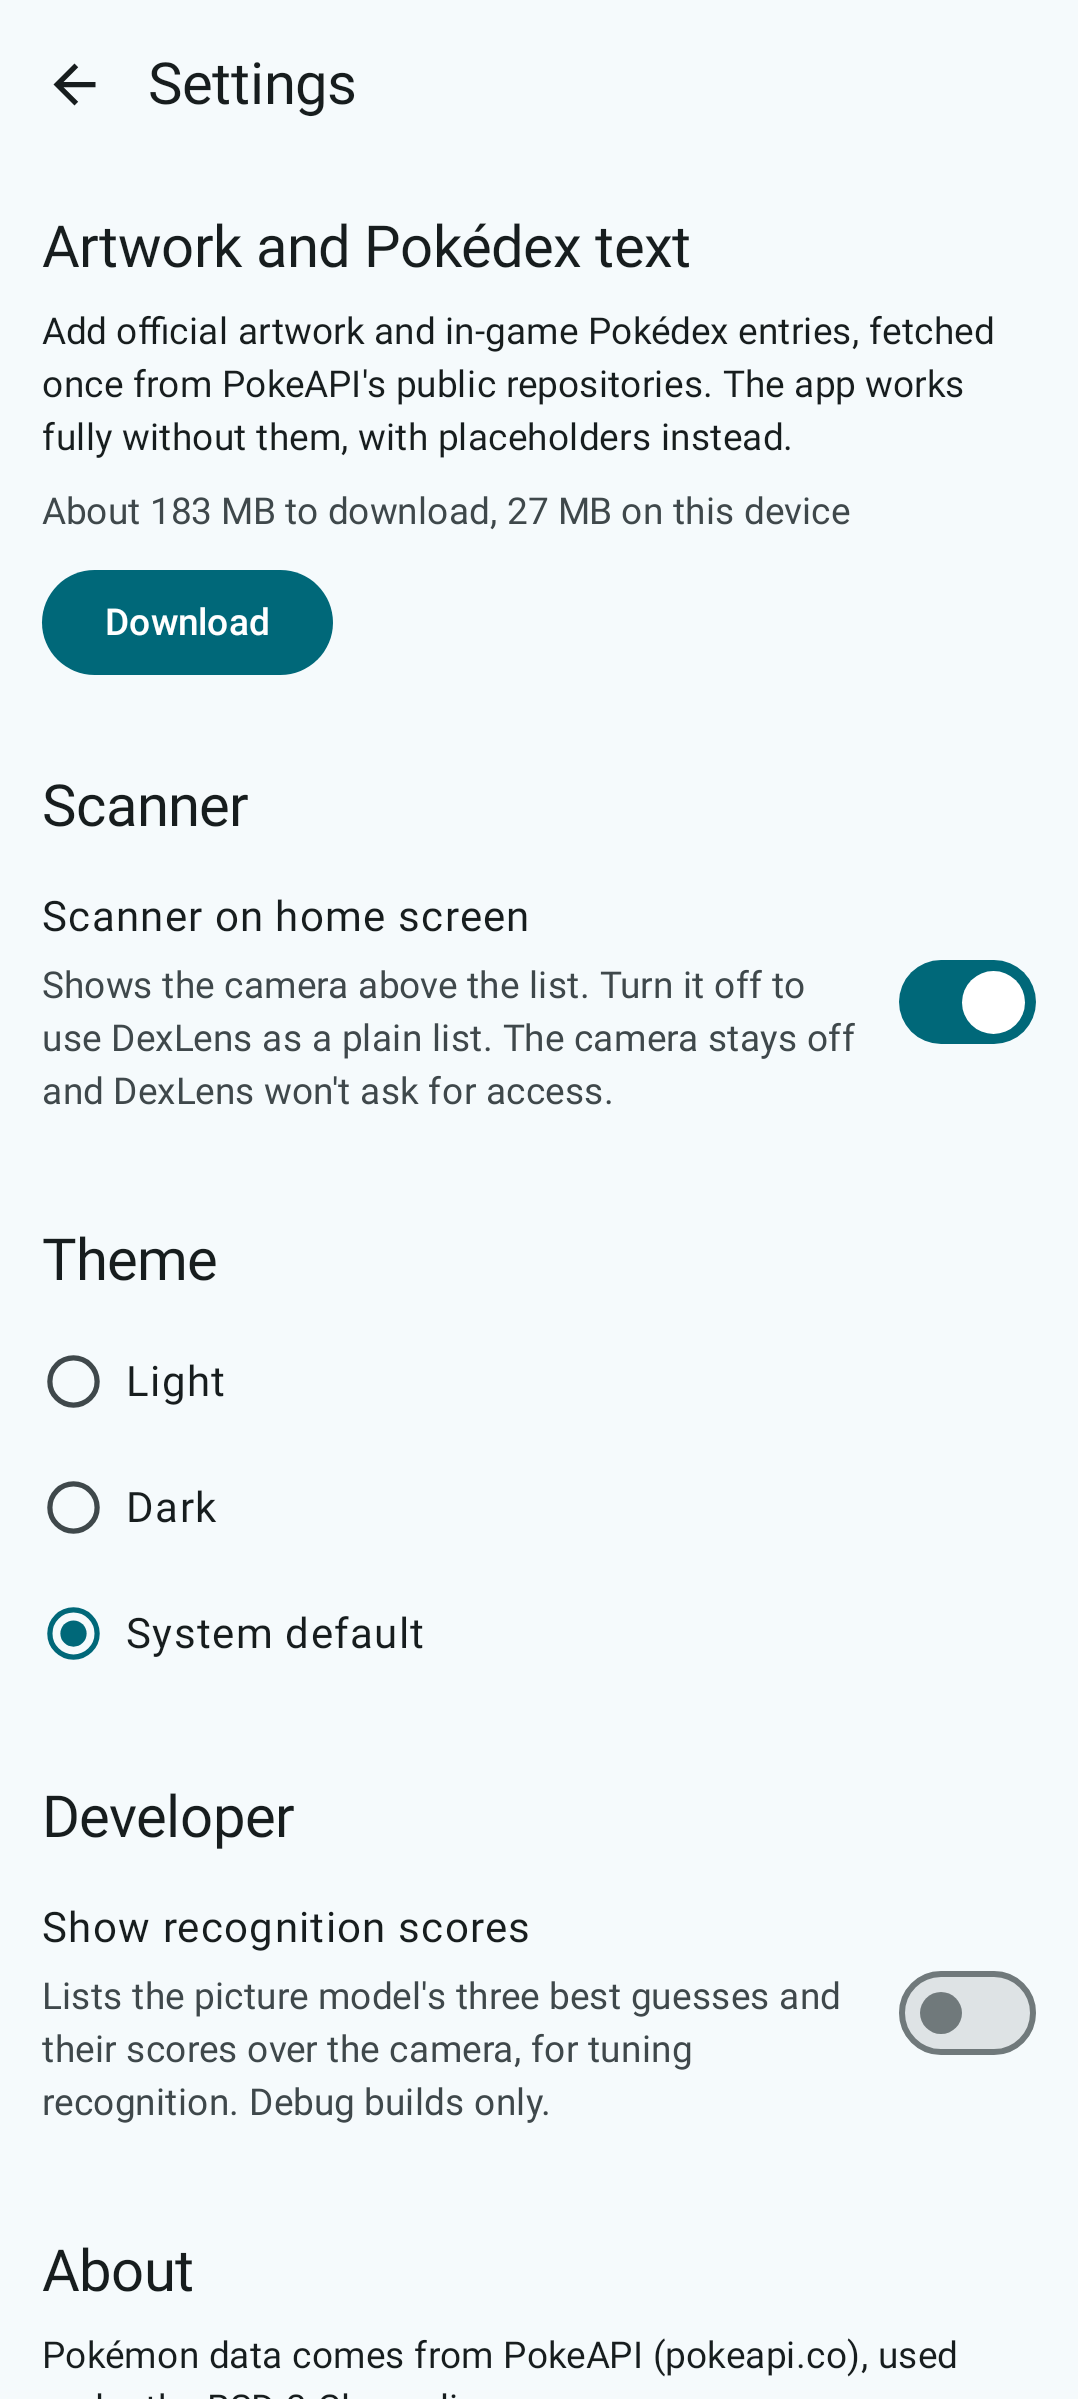 Settings
Artwork and Pokédex text
Add official artwork and in-game Pokédex entries, fetched
once from PokeAPI's public repositories. The app works
fully without them, with placeholders instead.
About 183 MB to download, 27 MB on this device
Download
Scanner
Scanner on home screen
Shows the camera above the list. Turn it off to
use DexLens as a plain list. The camera stays off
and DexLens won't ask for access.
Theme
Light
Dark
System default
Developer
Show recognition scores
Lists the picture model's three best guesses and
their scores over the camera, for tuning
recognition. Debug builds only.
About
Pokémon data comes from PokeAPI (pokeapi.co), used